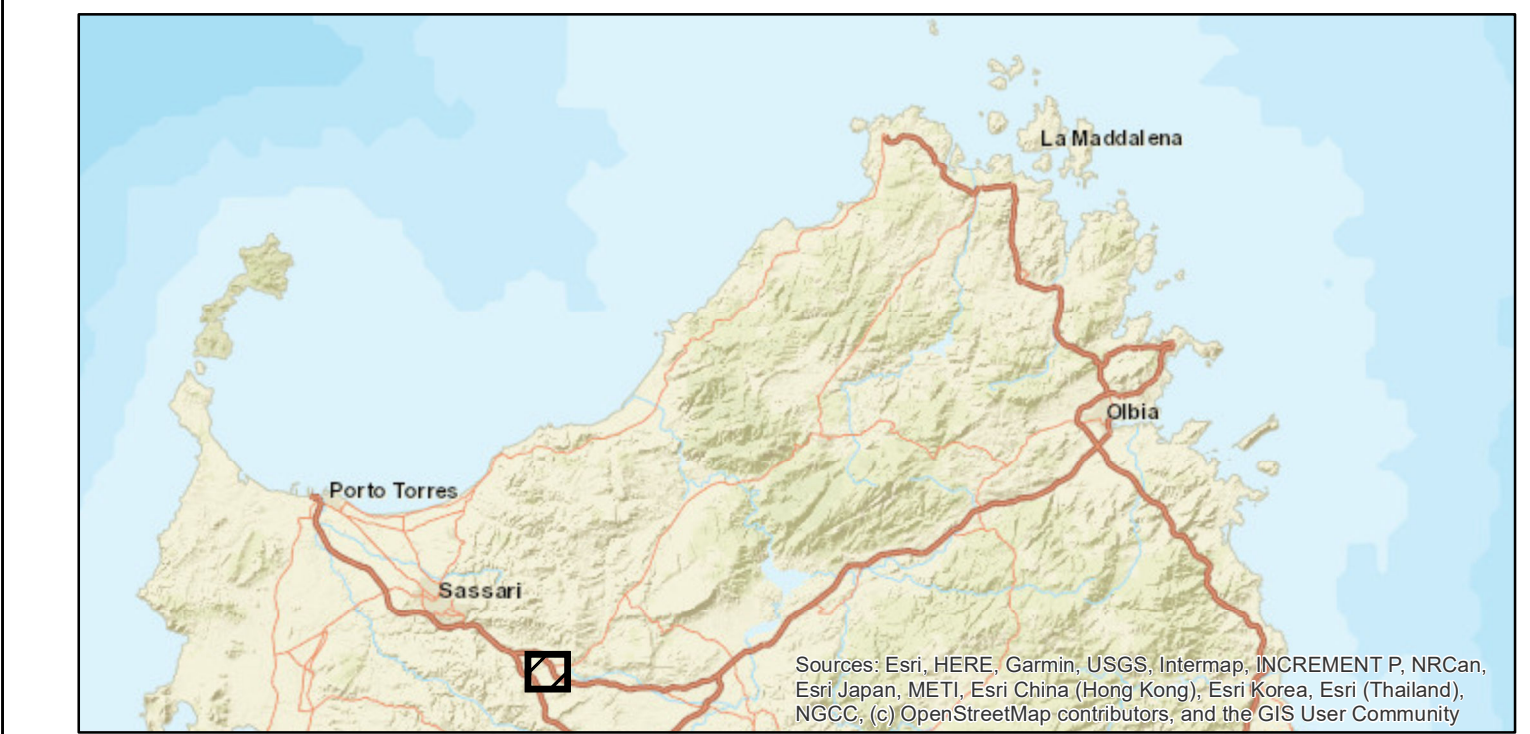 La Maddalena
Olbia
Porto Torres
Sassari
Sources: Esri, HERE, Garmin, USGS, Intermap, INCREMENT P, NRCan,
Esri Japan, METI, Esri China (Hong Kong), Esri Korea, Esri (Thailand),
NGCC, (c) OpenStreetMap contributors, and the GIS User Community